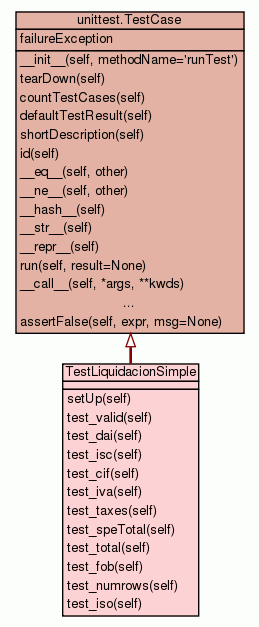 unittest.TestCase
failureException
__init__(self, methodName='runTest')
tearDown(self)
countTestCases(self)
defaultTestResult(self)
shortDescription(self)
id(self)
__eq__(self, other)
__ne__(self, other)
__hash__(self)
__str__(self)
__repr__(self)
run(self, result=None)
__call__(self, *args, **kwds)
...
assertFalse(self, expr, msg=None)
TestLiquidacionSimple
setUp(self)
test_valid(self)
test_dai(self)
test_isc(self)
test_cif(self)
test_iva(self)
test_taxes(self)
test_speTotal(self)
test_total(self)
test_fob(self)
test_numrows(self)
test_iso(self)